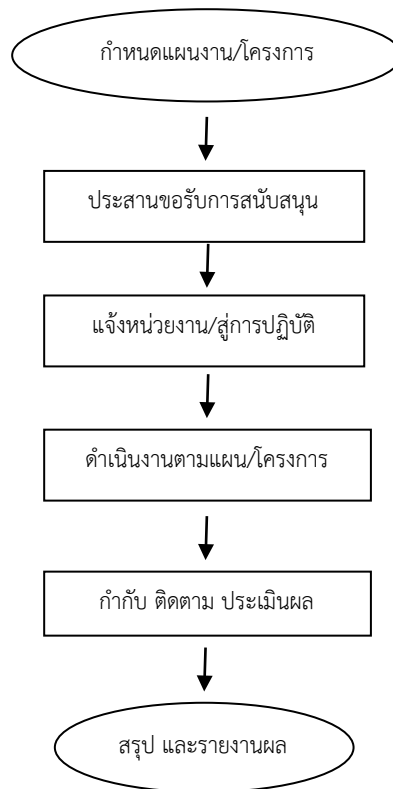 กำหนดแผนงาน/โครงการ
ประสานขอรับการสนับสนุน
แจ้งหน่วยงาน/สู่การปฏิบัติ
ดำเนินงานตามแผน/โครงการ
กำกับ ติดตาม ประเมินผล
สรุป และรายงานผล